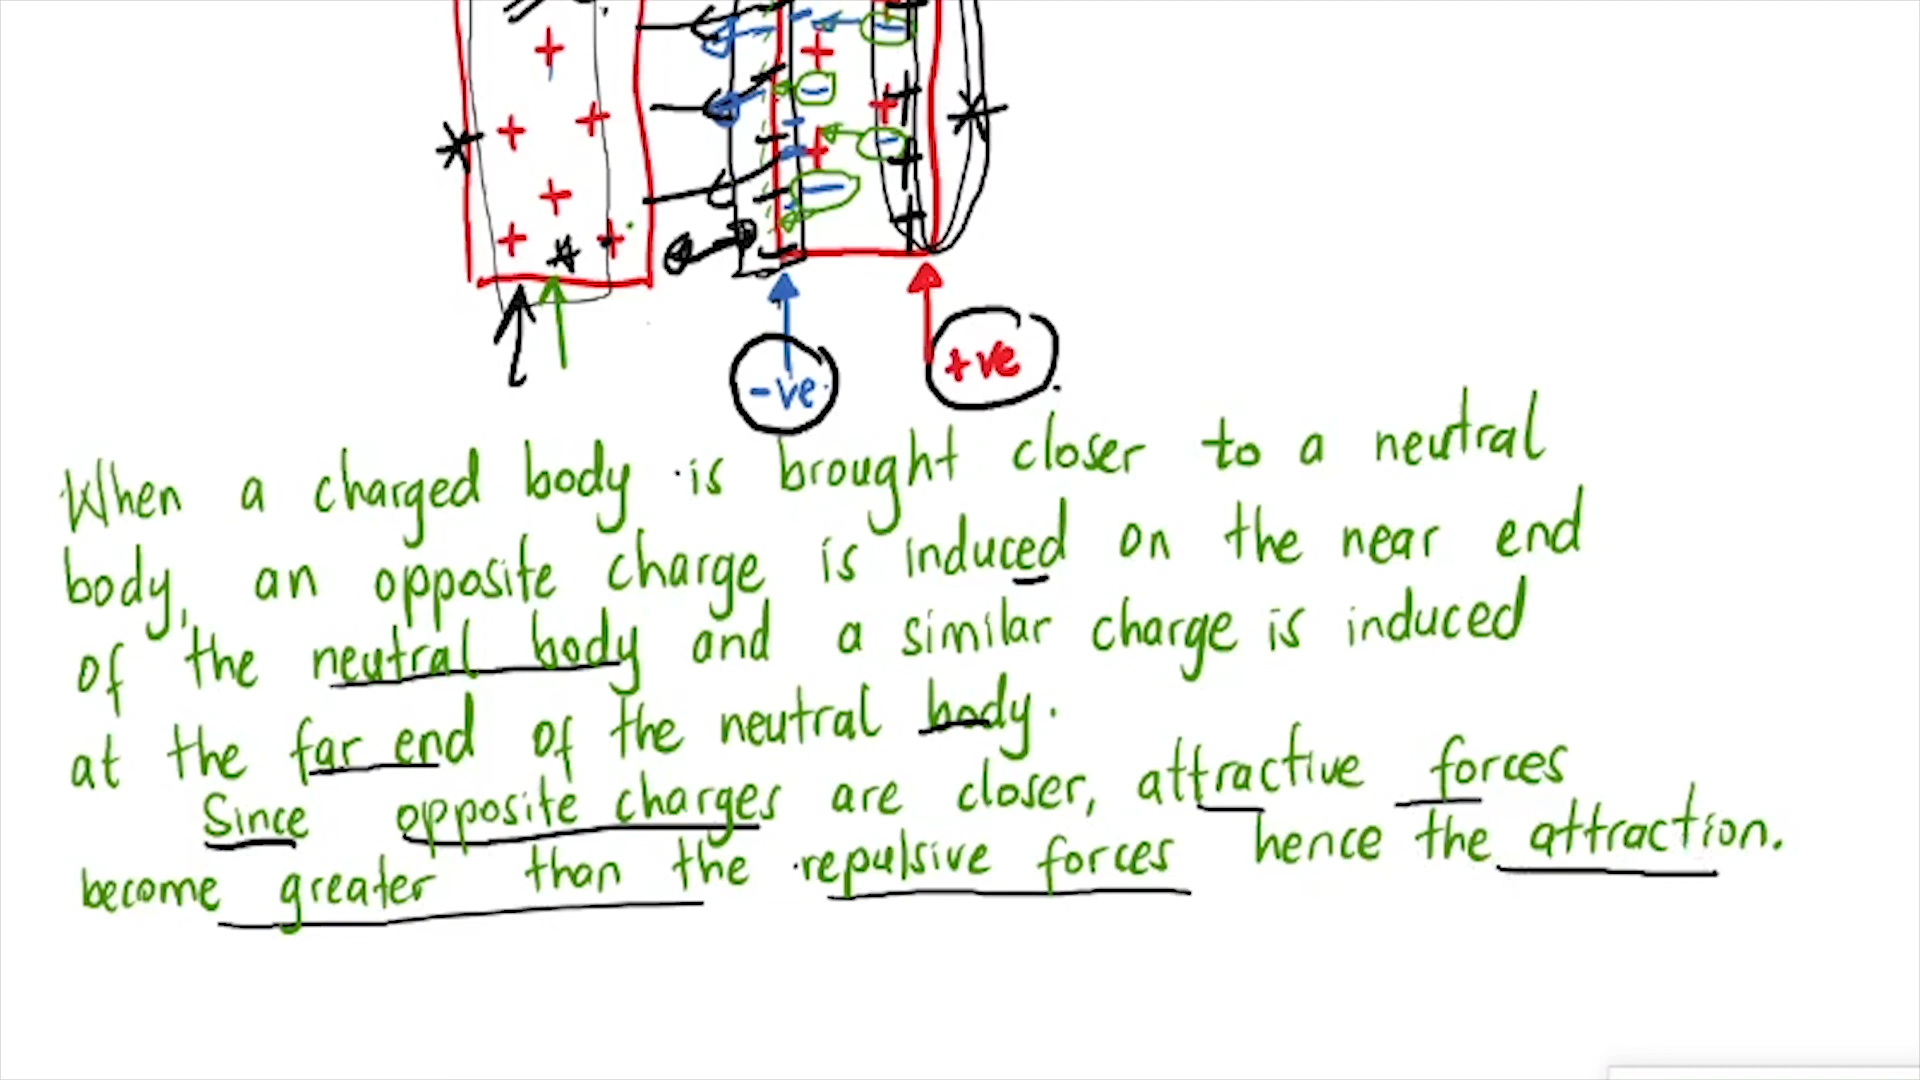 -ve
+ve
When a charged body is brought closer to a neutral
body, an opposite charge is induced on the near end
of the neutral body and a similar charge is induced
at the far end of the neutral body.
Since opposite charges are closer, attractive forces
become greater than the repulsive forces hence the attraction.